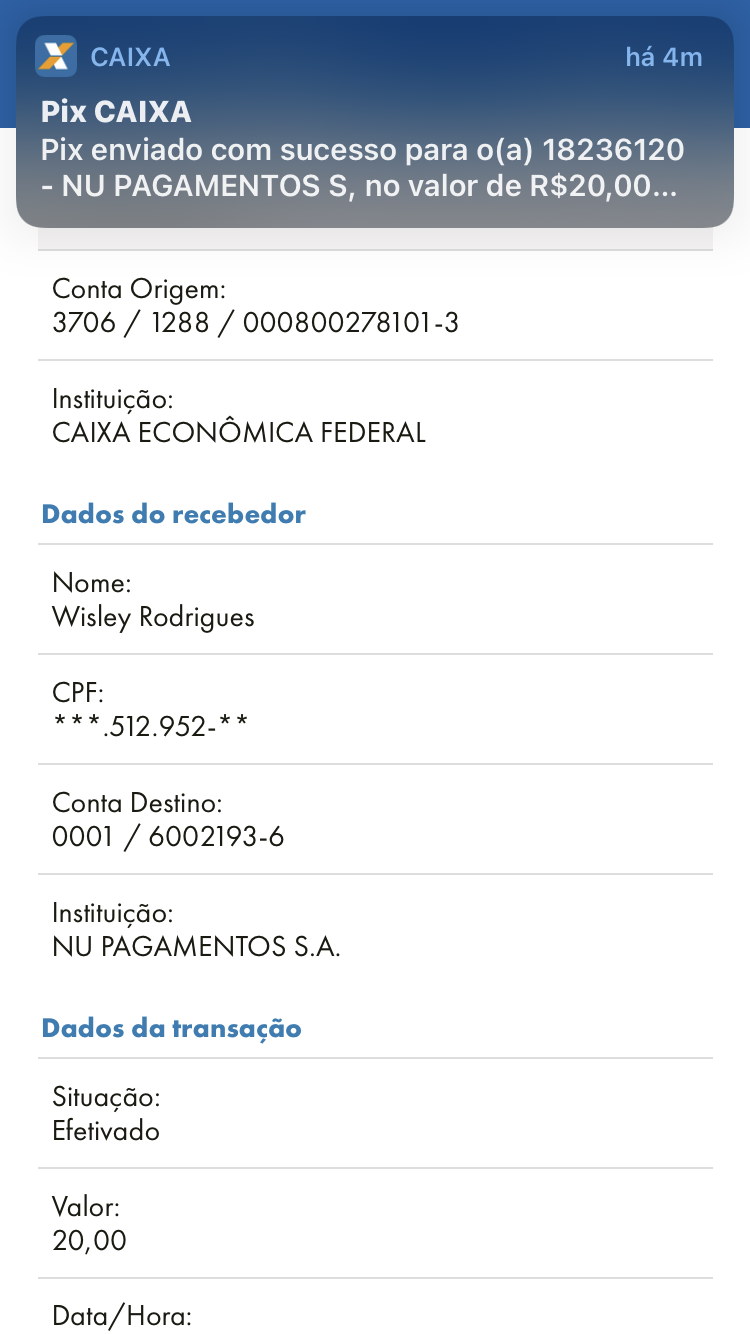 CAIXA
há 4m
Pix CAIXA
Pix enviado com sucesso para o(a) 18236120
- NU PAGAMENTOS S, no valor de R$20,00...
Conta Origem:
3706 / 1288 / 000800278101-3
Instituição:
CAIXA ECONÔMICA FEDERAL
Dados do recebedor
Nome:
Wisley Rodrigues
CPF:
***.512.952-**
Conta Destino:
0001 / 6002193-6
Instituição:
NU PAGAMENTOS S.A.
Dados da transação
Situação:
Efetivado
Valor:
20,00
Data/Hora: